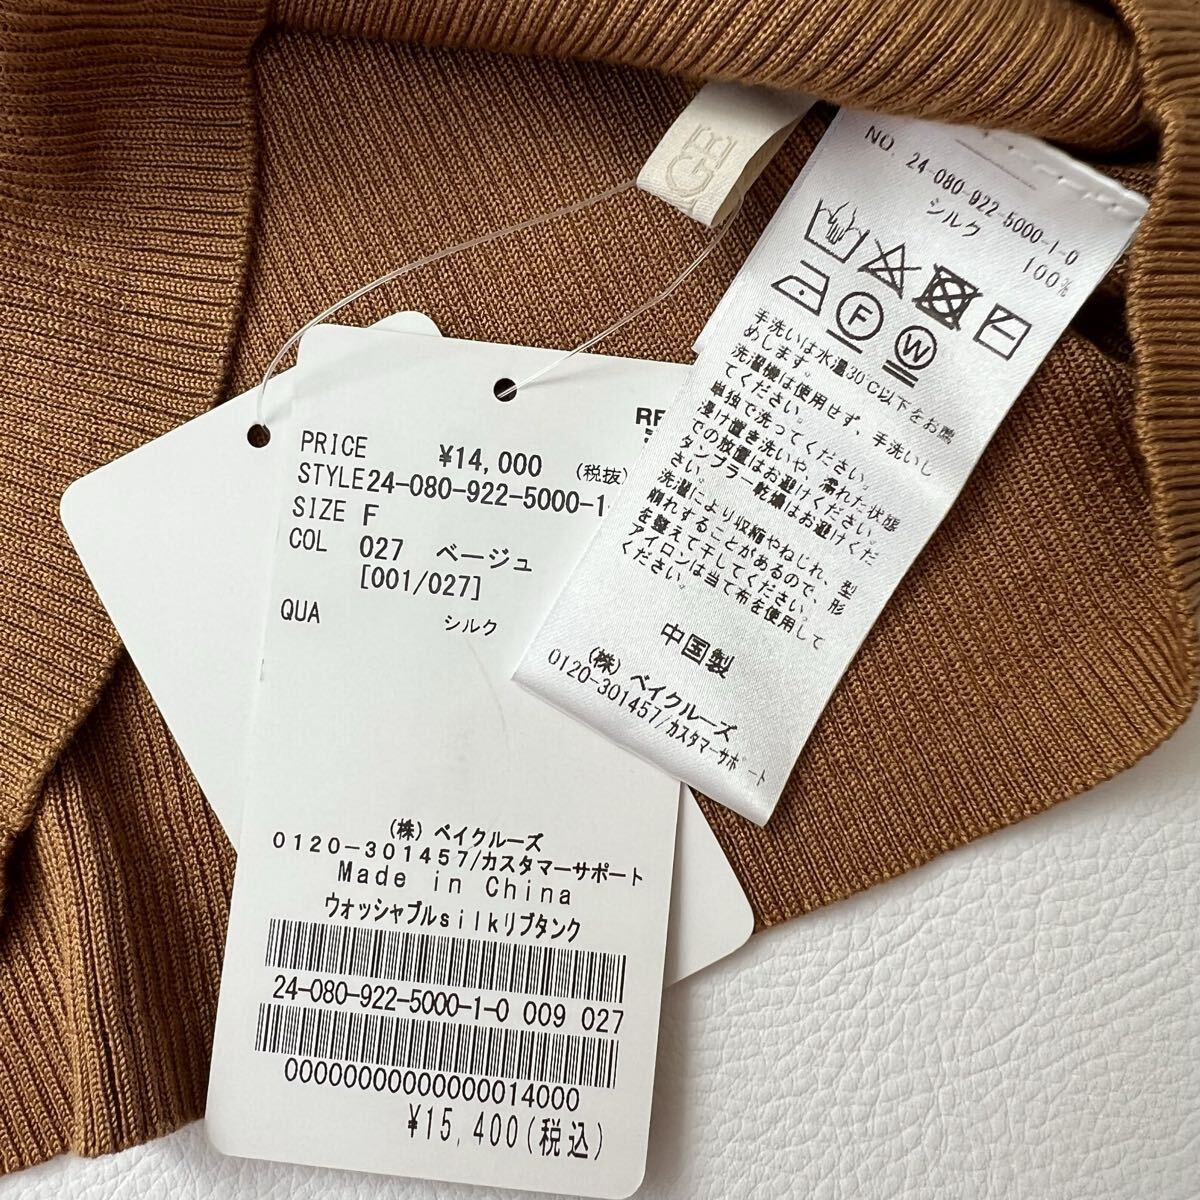 PRICE ¥14,000 (税抜)
STYLE 24-080-922-5000-1
SIZE F
COL 027 ベージュ
[001/027]
QUA シルク
(株) ベイクルーズ
0120-301457/カスタマーサポート
Made in China
ウォッシャブルsilkリブタンク
24-080-922-5000-1-0 009 027
00000000000000014000
¥15,400(税込)
NO. 24-080-922-5000-1-0
シルク 100%
F
W
手洗いは水温30℃以下をお薦
めします。
洗濯機は使用せず、手洗いし
てください。
単独で洗ってください。
浸け置き洗いや、濡れた状態
での放置はお避けください。
タンブラー乾燥はお避けくだ
さい。
洗濯により収縮やねじれ、型
崩れすることがあるので、形
を整えて干してください。
アイロンは当て布を使用して
ください。
中国製
(株) ベイクルーズ
0120-301457/カスタマーサポート